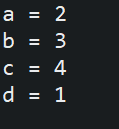 a = 2
b = 3
c = 4
d = 1